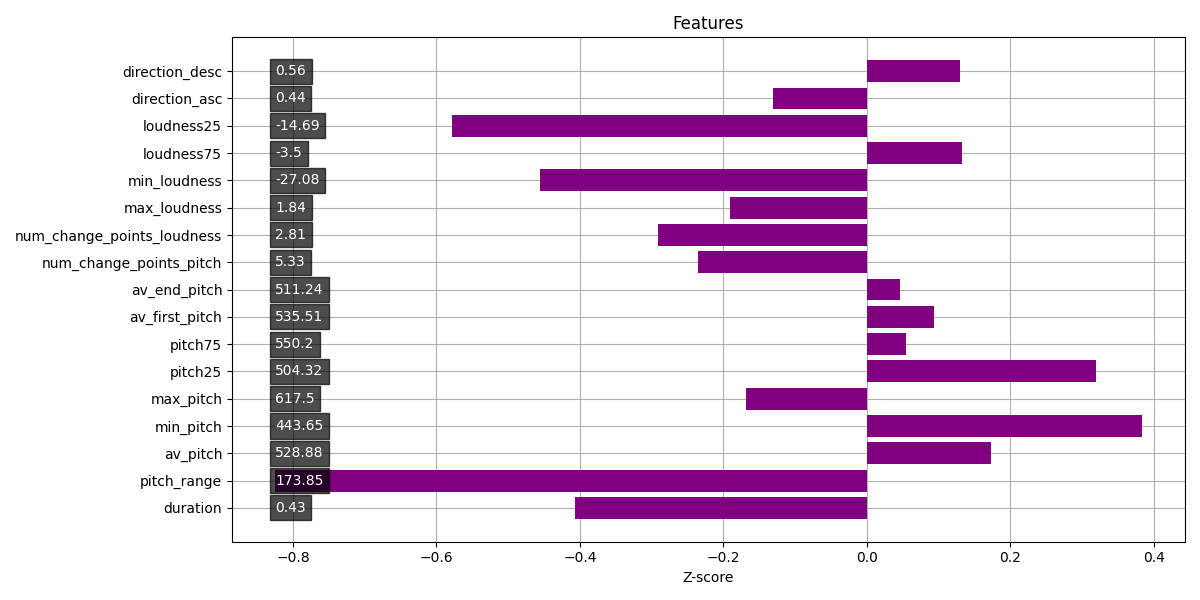 Features
direction_desc 0.56
direction_asc 0.44
loudness25 -14.69
loudness75 -3.5
min_loudness -27.08
max_loudness 1.84
num_change_points_loudness 2.81
num_change_points_pitch 5.33
av_end_pitch 511.24
av_first_pitch 535.51
pitch75 550.2
pitch25 504.32
max_pitch 617.5
min_pitch 443.65
av_pitch 528.88
pitch_range 173.85
duration 0.43
−0.8 −0.6 −0.4 −0.2 0.0 0.2 0.4
Z-score